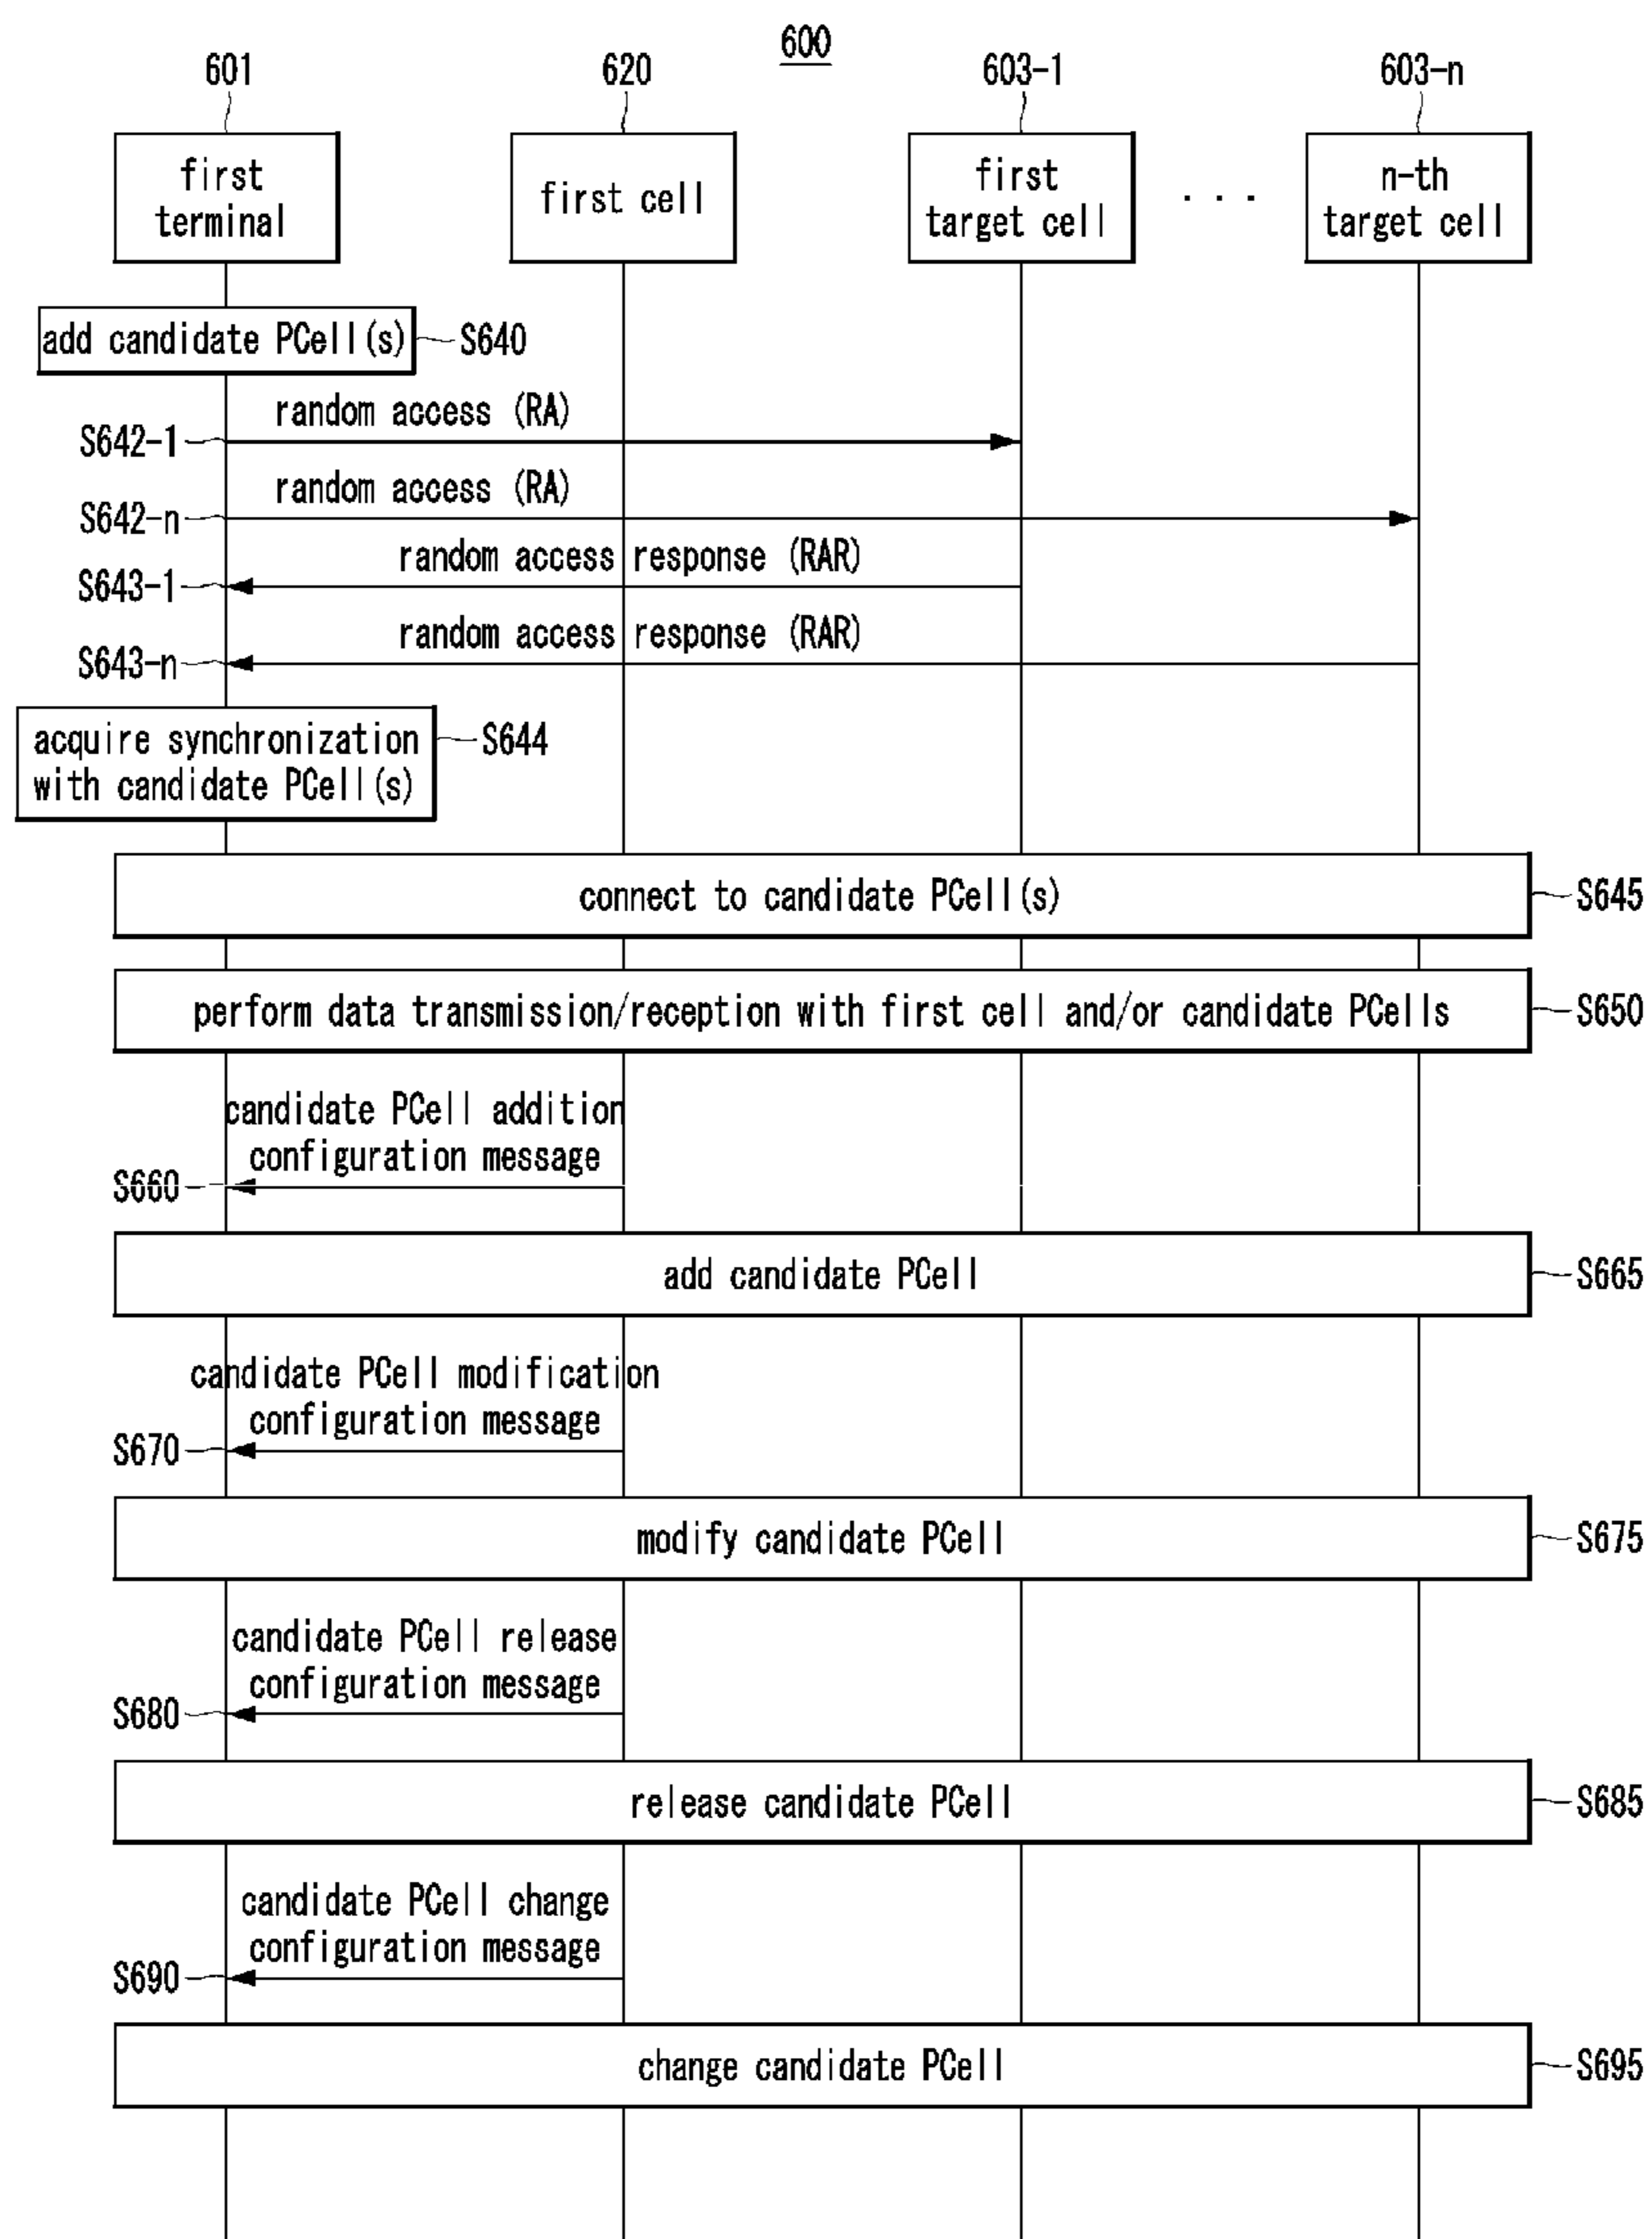 600
601
620
603-1
603-n
first
terminal
first cell
first
target cell
. . .
n-th
target cell
add candidate PCell(s)
S640
random access (RA)
S642-1
random access (RA)
S642-n
random access response (RAR)
S643-1
random access response (RAR)
S643-n
acquire synchronization
with candidate PCell(s)
S644
connect to candidate PCell(s)
S645
perform data transmission/reception with first cell and/or candidate PCells
S650
candidate PCell addition
configuration message
S660
add candidate PCell
S665
candidate PCell modification
configuration message
S670
modify candidate PCell
S675
candidate PCell release
configuration message
S680
release candidate PCell
S685
candidate PCell change
configuration message
S690
change candidate PCell
S695